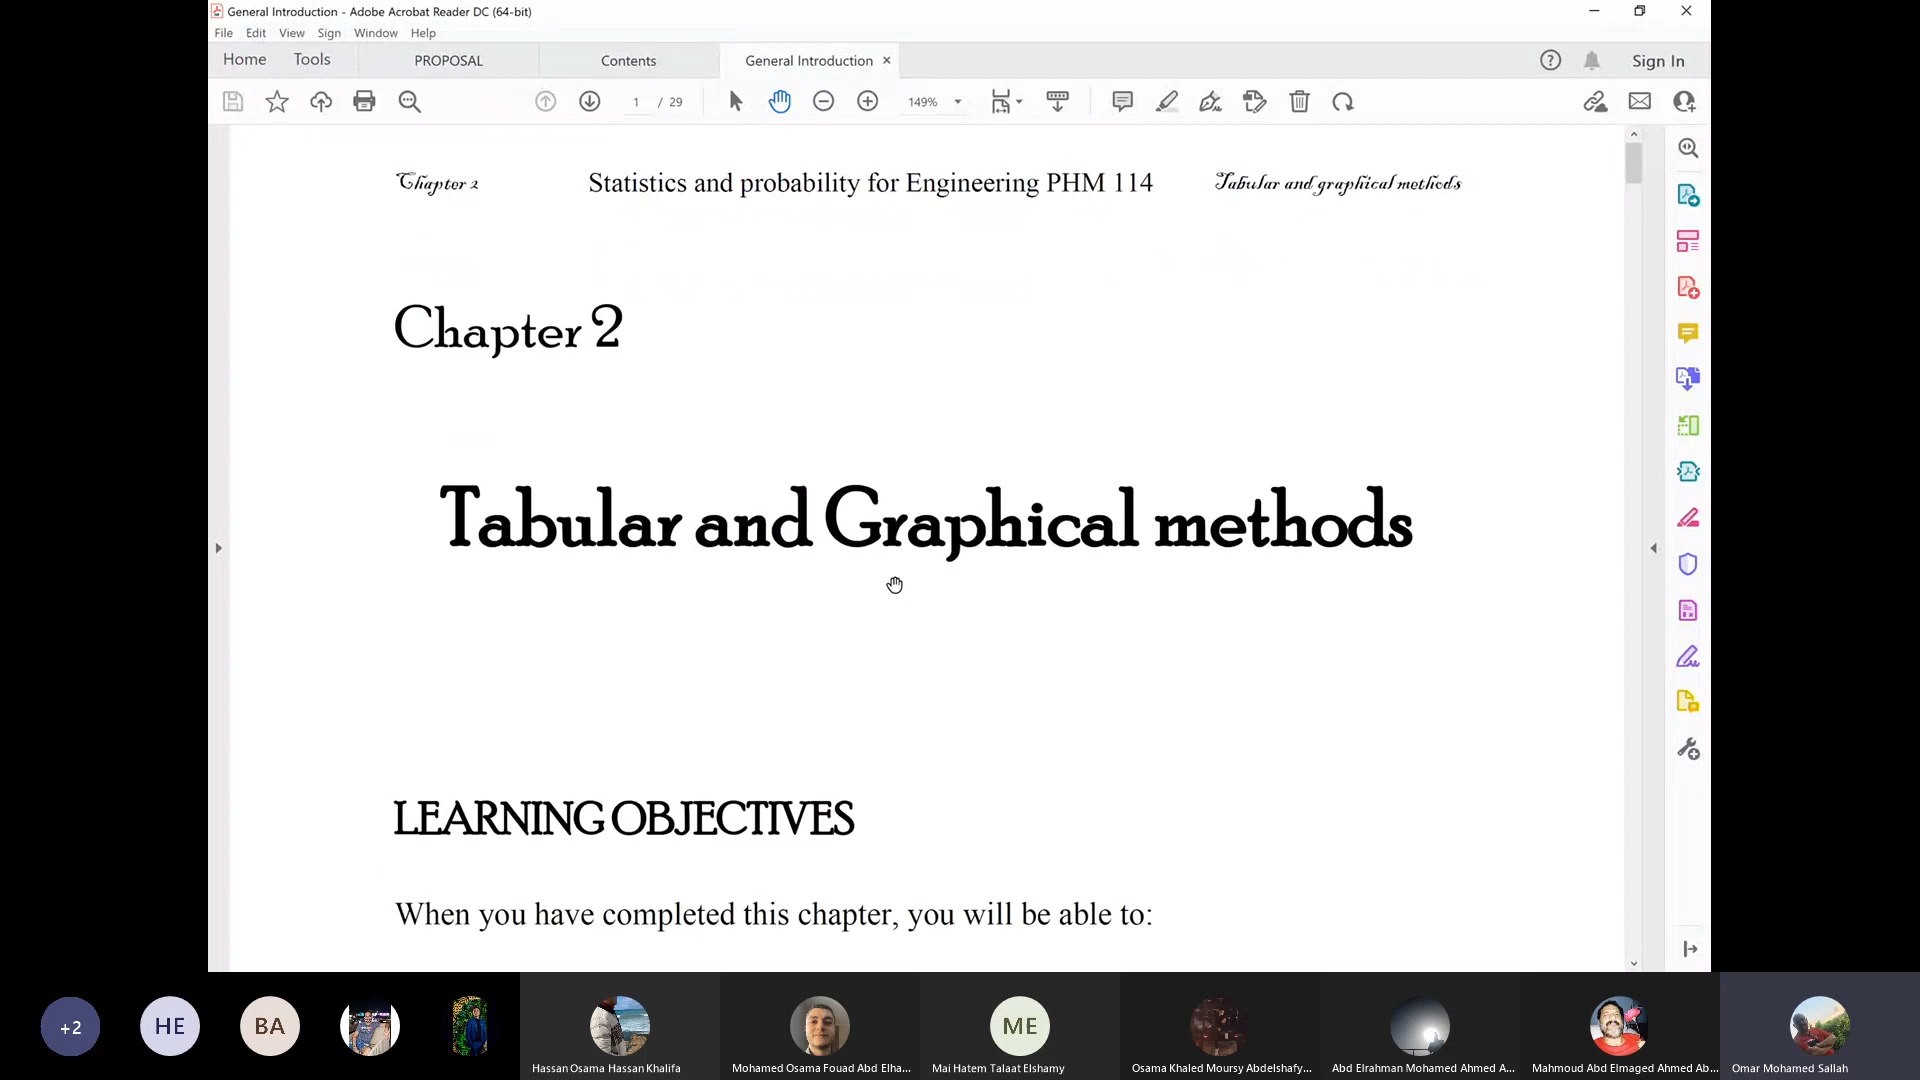 General Introduction - Adobe Acrobat Reader DC (64-bit)
File Edit View Sign Window Help
Home Tools PROPOSAL Contents General Introduction Sign In
1 / 29 149%
Chapter 2 Statistics and probability for Engineering PHM 114 Tabular and graphical methods
Chapter 2
Tabular and Graphical methods
LEARNING OBJECTIVES
When you have completed this chapter, you will be able to:
+2 HE BA ME
Hassan Osama Hassan Khalifa Mohamed Osama Fouad Abd Elha... Mai Hatem Talaat Elshamy Osama Khaled Moursy Abdelshafy... Abd Elrahman Mohamed Ahmed A... Mahmoud Abd Elmaged Ahmed Ab... Omar Mohamed Sallah